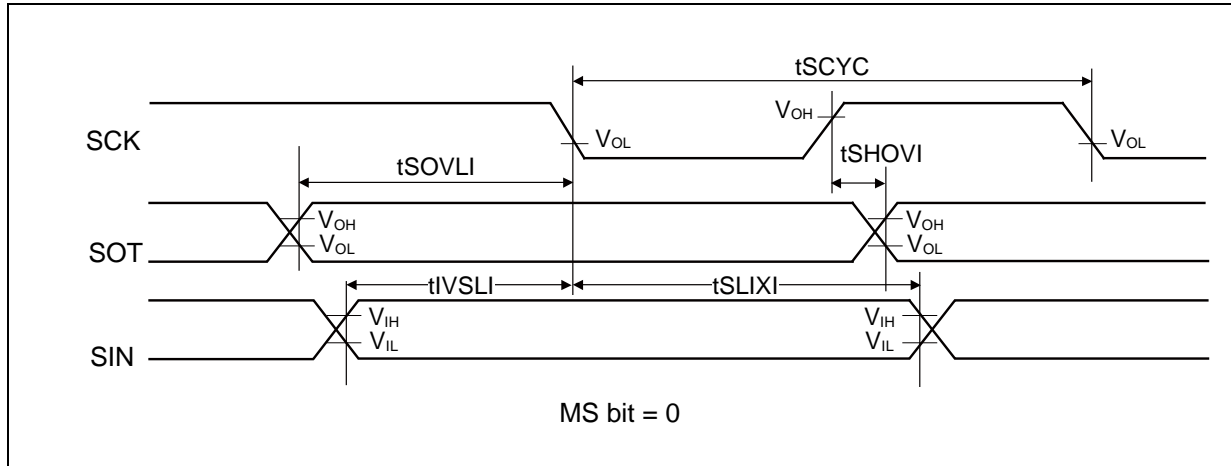 tSCYC
VOH
SCK
VOL
tSHOVI
VOL
tSOVLI
VOH
VOH
SOT
VOL
VOL
tIVSLI
tSLIXI
VIH
VIH
SIN
VIL
VIL
MS bit = 0